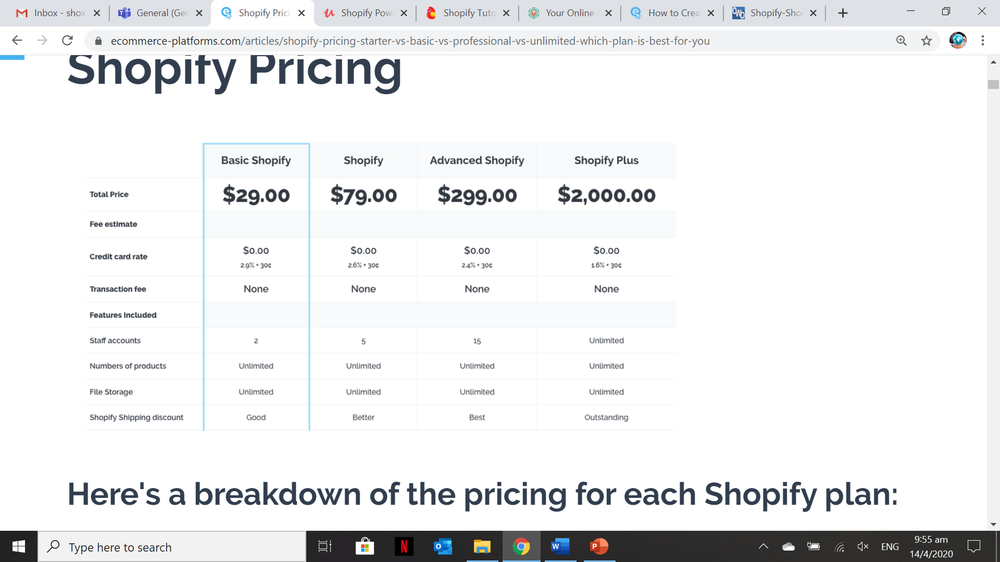 Inbox - shox
General (Ger
Shopify Prici
Shopify Pow
Shopify Tuto
Your Online S
How to Crea
Shopify-Shop
ecommerce-platforms.com/articles/shopify-pricing-starter-vs-basic-vs-professional-vs-unlimited-which-plan-is-best-for-you
Shopify Pricing
Basic Shopify Shopify Advanced Shopify Shopify Plus
Total Price $29.00 $79.00 $299.00 $2,000.00
Fee estimate
Credit card rate $0.00 $0.00 $0.00 $0.00
2.9% + 30¢ 2.6% + 30¢ 2.4% + 30¢ 1.6% + 30¢
Transaction fee None None None None
Features Included
Staff accounts 2 5 15 Unlimited
Numbers of products Unlimited Unlimited Unlimited Unlimited
File Storage Unlimited Unlimited Unlimited Unlimited
Shopify Shipping discount Good Better Best Outstanding
Here's a breakdown of the pricing for each Shopify plan:
Type here to search
ENG
9:55 am
14/4/2020